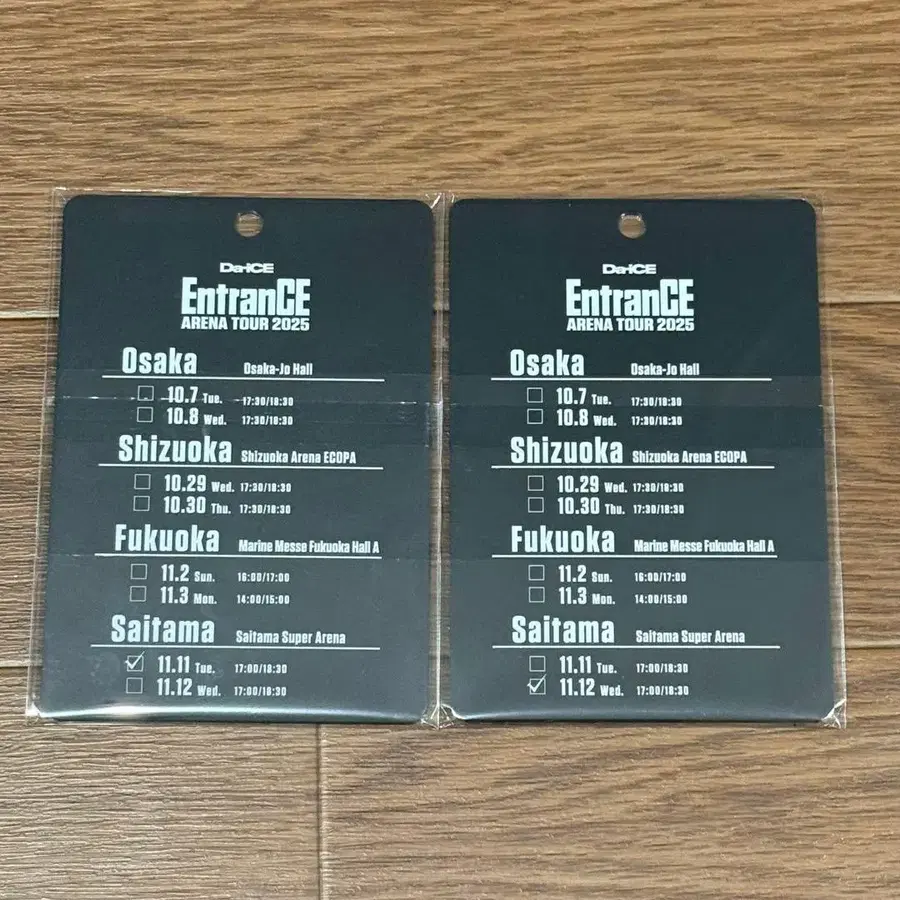 Da-iCE
EntranCE
ARENA TOUR 2025
Osaka Osaka-Jo Hall
10.7 Tue. 17:30/18:30
10.8 Wed. 17:30/18:30
Shizuoka Shizuoka Arena ECOPA
10.29 Wed. 17:30/18:30
10.30 Thu. 17:30/18:30
Fukuoka Marine Messe Fukuoka Hall A
11.2 Sun. 16:00/17:00
11.3 Mon. 14:00/15:00
Saitama Saitama Super Arena
11.11 Tue. 17:00/18:30
11.12 Wed. 17:00/18:30
Da-iCE
EntranCE
ARENA TOUR 2025
Osaka Osaka-Jo Hall
10.7 Tue. 17:30/18:30
10.8 Wed. 17:30/18:30
Shizuoka Shizuoka Arena ECOPA
10.29 Wed. 17:30/18:30
10.30 Thu. 17:30/18:30
Fukuoka Marine Messe Fukuoka Hall A
11.2 Sun. 16:00/17:00
11.3 Mon. 14:00/15:00
Saitama Saitama Super Arena
11.11 Tue. 17:00/18:30
11.12 Wed. 17:00/18:30